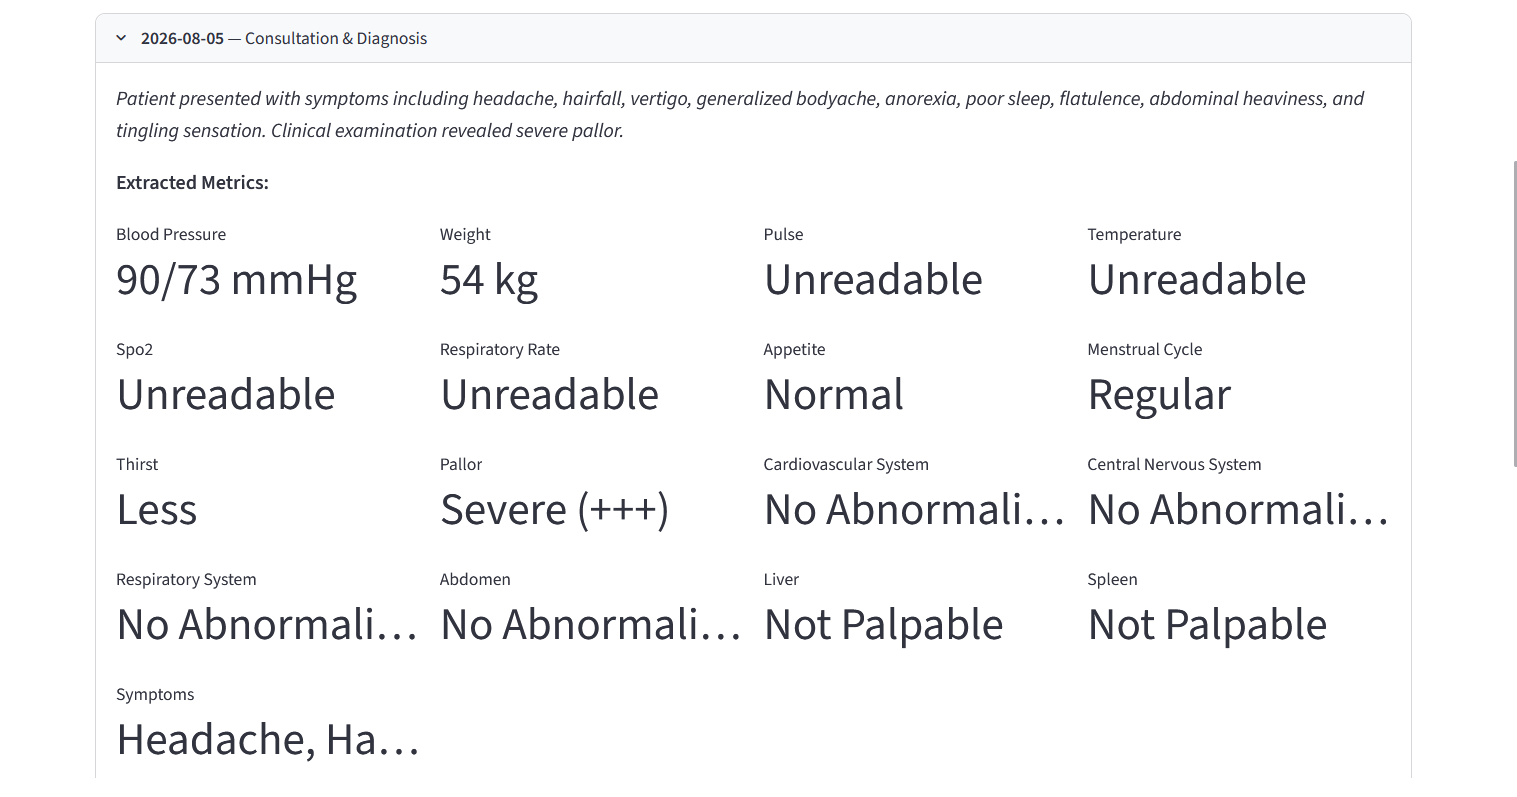 2026-08-05 — Consultation & Diagnosis
Patient presented with symptoms including headache, hairfall, vertigo, generalized bodyache, anorexia, poor sleep, flatulence, abdominal heaviness, and
tingling sensation. Clinical examination revealed severe pallor.
Extracted Metrics:
Blood Pressure Weight Pulse Temperature
90/73 mmHg 54 kg Unreadable Unreadable
Spo2 Respiratory Rate Appetite Menstrual Cycle
Unreadable Unreadable Normal Regular
Thirst Pallor Cardiovascular System Central Nervous System
Less Severe (+++) No Abnormali... No Abnormali...
Respiratory System Abdomen Liver Spleen
No Abnormali... No Abnormali... Not Palpable Not Palpable
Symptoms
Headache, Ha...